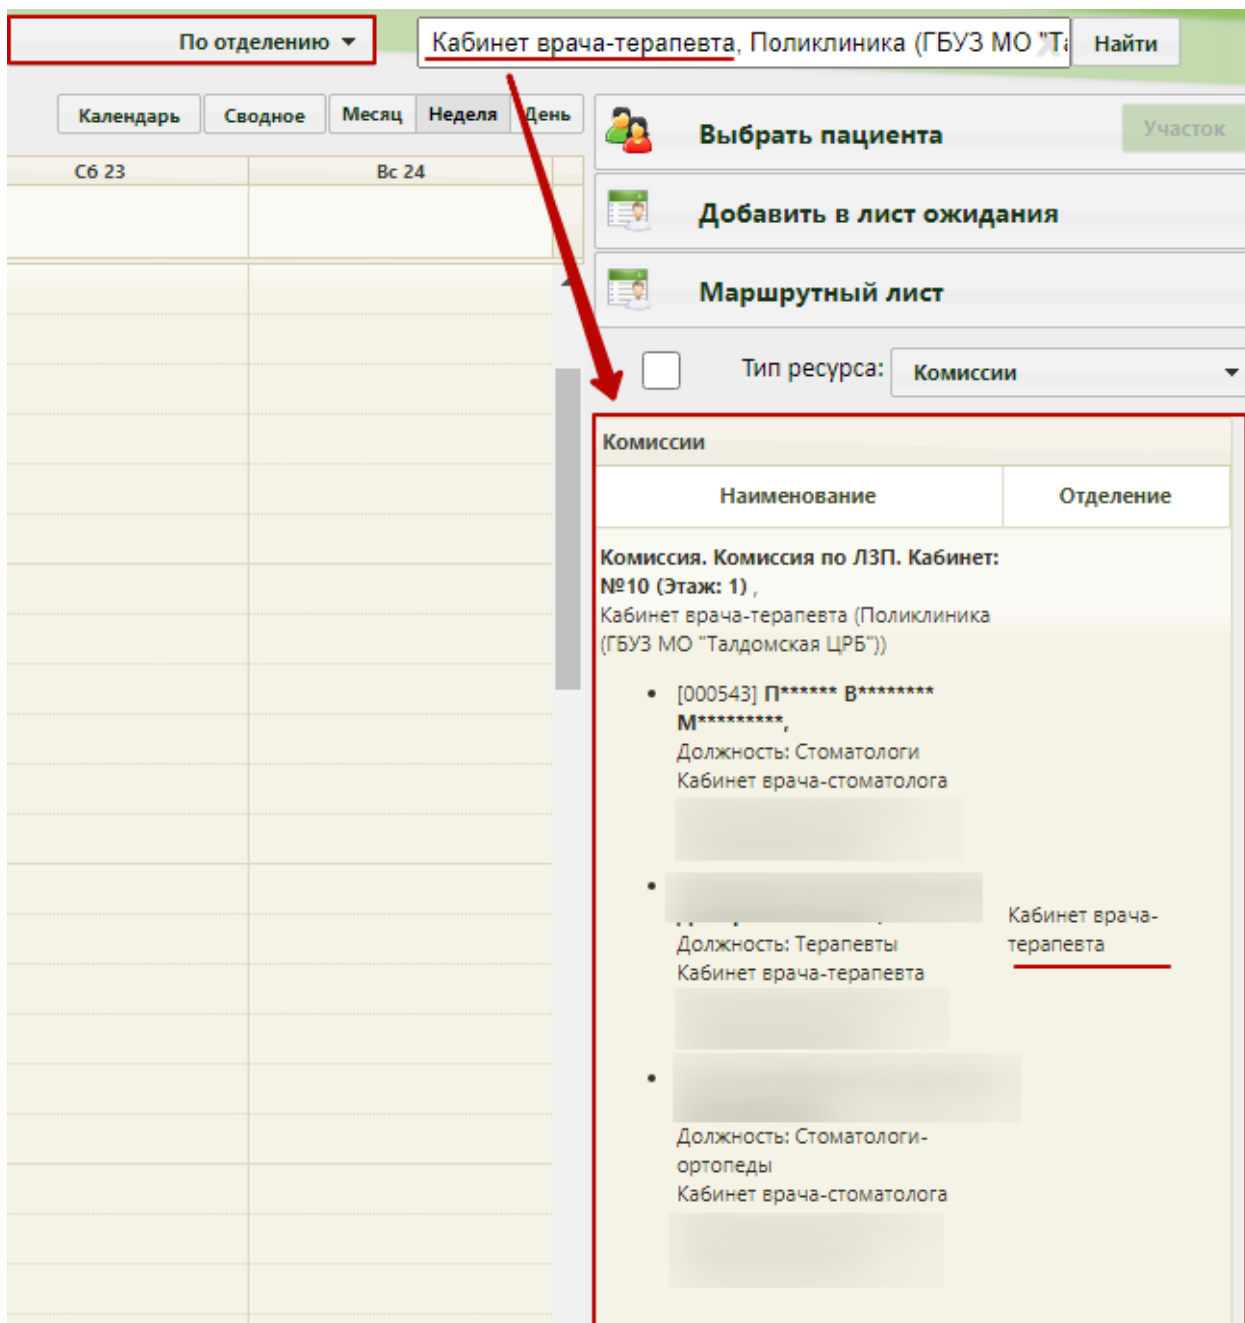 По отделению
Кабинет врача-терапевта, Поликлиника (ГБУЗ МО "Та
Найти
Календарь
Сводное
Месяц
Неделя
День
Выбрать пациента
Участок
Сб 23
Вс 24
Добавить в лист ожидания
Маршрутный лист
Тип ресурса:
Комиссии
Комиссии
Наименование
Отделение
Комиссия. Комиссия по ЛЗП. Кабинет:
№10 (Этаж: 1) ,
Кабинет врача-терапевта (Поликлиника
(ГБУЗ МО "Талдомская ЦРБ"))
• [000543] П****** В********
М*********,
Должность: Стоматологи
Кабинет врача-стоматолога
•
Должность: Терапевты
Кабинет врача-терапевта
Кабинет врача-
терапевта
•
Должность: Стоматологи-
ортопеды
Кабинет врача-стоматолога